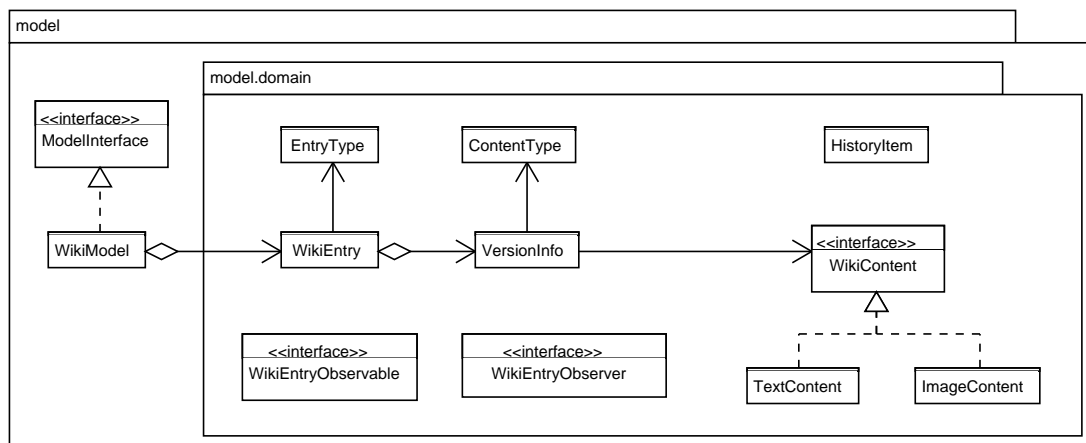 model
model.domain
<<interface>>
ModelInterface
EntryType
ContentType
HistoryItem
WikiModel
WikiEntry
VersionInfo
<<interface>>
WikiContent
<<interface>>
WikiEntryObservable
<<interface>>
WikiEntryObserver
TextContent
ImageContent